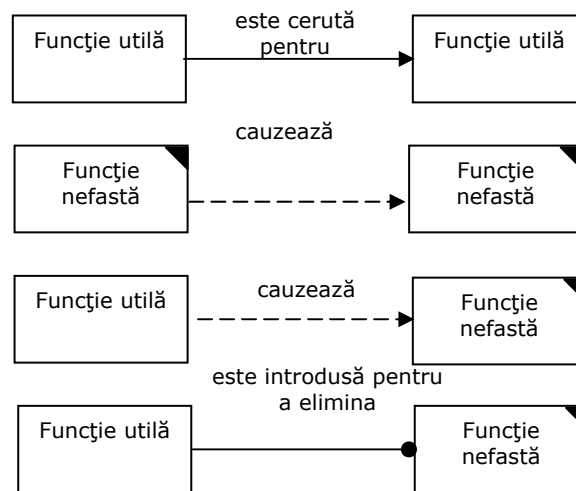 Funcţie utilă
este cerută
pentru
Funcţie utilă
cauzează
Funcţie
nefastă
Funcţie
nefastă
Funcţie utilă
cauzează
Funcţie
nefastă
este introdusă pentru
a elimina
Funcţie utilă
Funcţie
nefastă